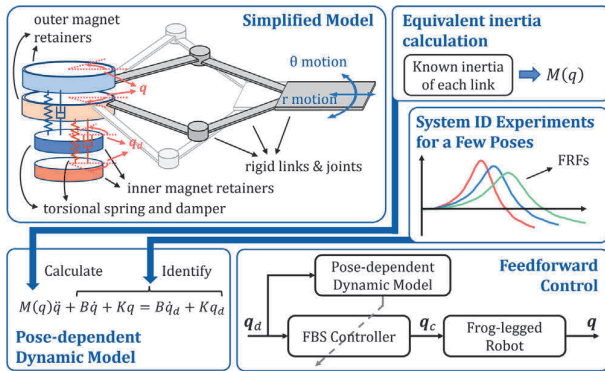 Simplified Model
outer magnet
retainers
θ motion
r motion
q
q_d
rigid links & joints
inner magnet retainers
torsional spring and damper
Equivalent inertia
calculation
Known inertia
of each link
M(q)
System ID Experiments
for a Few Poses
FRFs
Calculate
Identify
M(q)q̈ + Bq̇ + Kq = Bq̇_d + Kq_d
Pose-dependent
Dynamic Model
Feedforward
Control
Pose-dependent
Dynamic Model
q_d
FBS Controller
q_c
Frog-legged
Robot
q